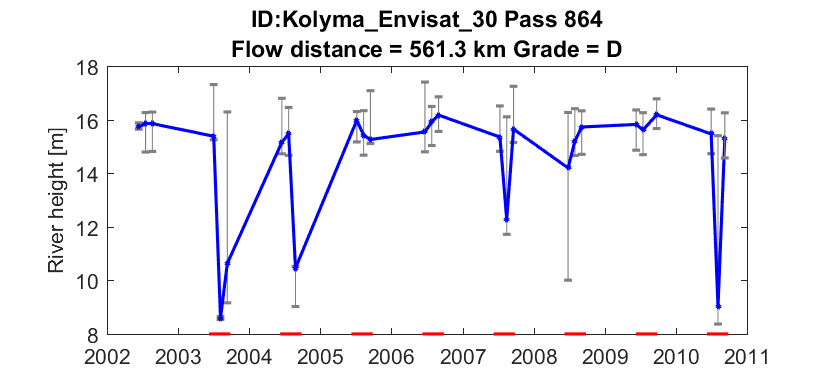 ID:Kolyma_Envisat_30 Pass 864
Flow distance = 561.3 km Grade = D
River height [m]
18
16
14
12
10
8
2002 2003 2004 2005 2006 2007 2008 2009 2010 2011